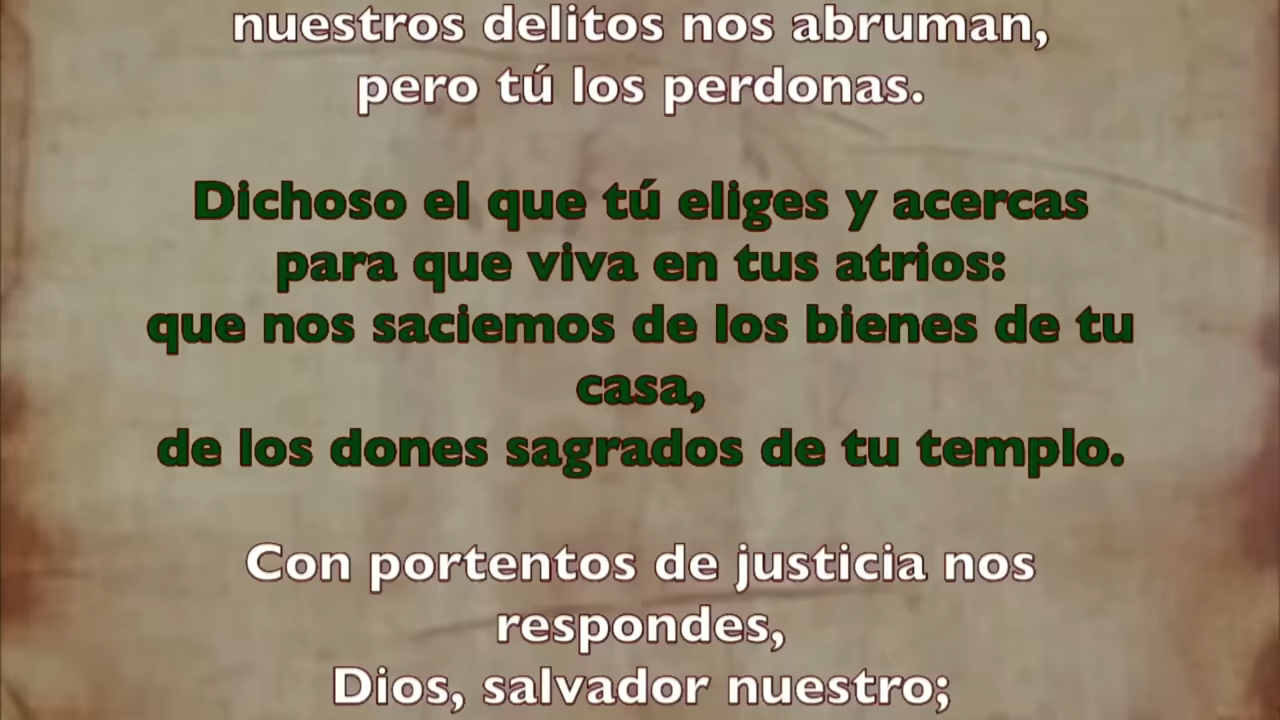 nuestros delitos nos abruman,
pero tú los perdonas.
Dichoso el que tú eliges y acercas
para que viva en tus atrios:
que nos saciemos de los bienes de tu
casa,
de los dones sagrados de tu templo.
Con portentos de justicia nos
respondes,
Dios, salvador nuestro;